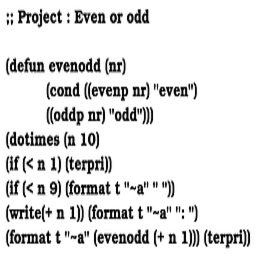 ;; Project : Even or odd
(defun evenodd (nr)
(cond ((evenp nr) "even")
((oddp nr) "odd")))
(dotimes (n 10)
(if (< n 1) (terpri))
(if (< n 9) (format t "~a" " "))
(write(+ n 1)) (format t "~a" ": ")
(format t "~a" (evenodd (+ n 1))) (terpri))